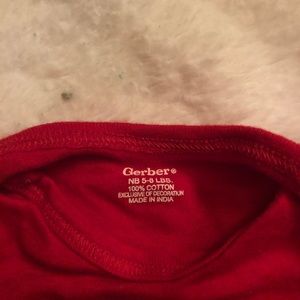 Gerber®
NB 5-8 LBS.
100% COTTON
EXCLUSIVE OF DECORATION
MADE IN INDIA